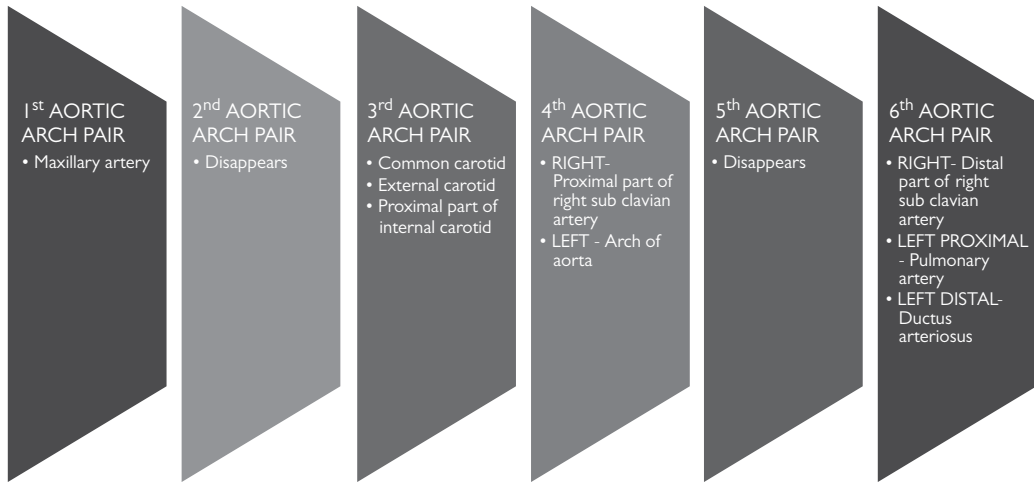 1st AORTIC
ARCH PAIR
• Maxillary artery
2nd AORTIC
ARCH PAIR
• Disappears
3rd AORTIC
ARCH PAIR
• Common carotid
• External carotid
• Proximal part of
internal carotid
4th AORTIC
ARCH PAIR
• RIGHT-
Proximal part of
right sub clavian
artery
• LEFT - Arch of
aorta
5th AORTIC
ARCH PAIR
• Disappears
6th AORTIC
ARCH PAIR
• RIGHT- Distal
part of right
sub clavian
artery
• LEFT PROXIMAL
- Pulmonary
artery
• LEFT DISTAL-
Ductus
arteriosus